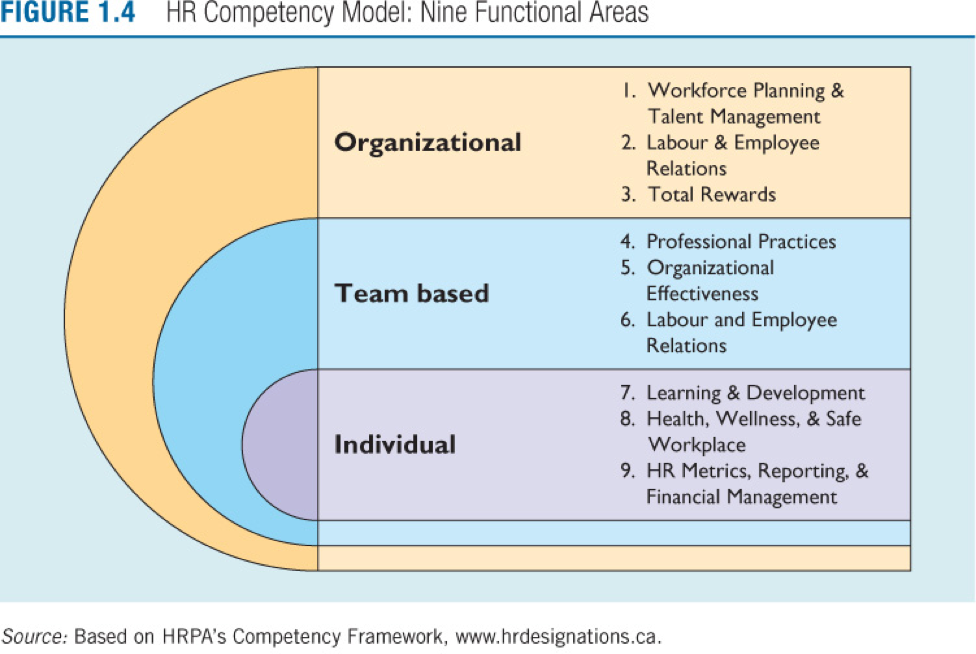 FIGURE 1.4 HR Competency Model: Nine Functional Areas
Organizational
1. Workforce Planning &
Talent Management
2. Labour & Employee
Relations
3. Total Rewards
Team based
4. Professional Practices
5. Organizational
Effectiveness
6. Labour and Employee
Relations
Individual
7. Learning & Development
8. Health, Wellness, & Safe
Workplace
9. HR Metrics, Reporting, &
Financial Management
Source: Based on HRPA's Competency Framework, www.hrdesignations.ca.